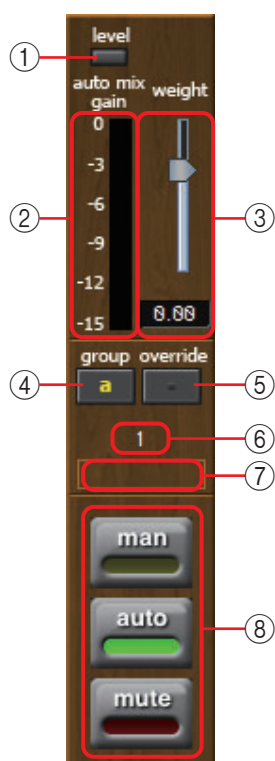 level
①
auto mix
gain
weight
0
-3
-6
-9
-12
-15
②
③
0.00
group override
④
a
-
⑤
1
⑥
⑦
man
auto
⑧
mute